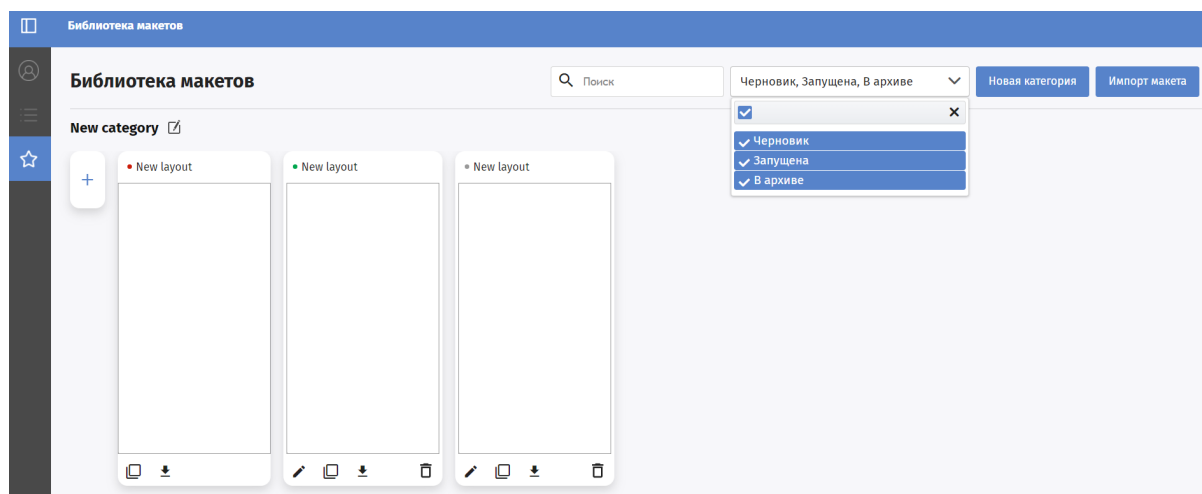 Библиотека макетов
Библиотека макетов
Поиск
Черновик, Запущена, В архиве
Новая категория
Импорт макета
New category
Черновик
Запущена
В архиве
New layout
New layout
New layout